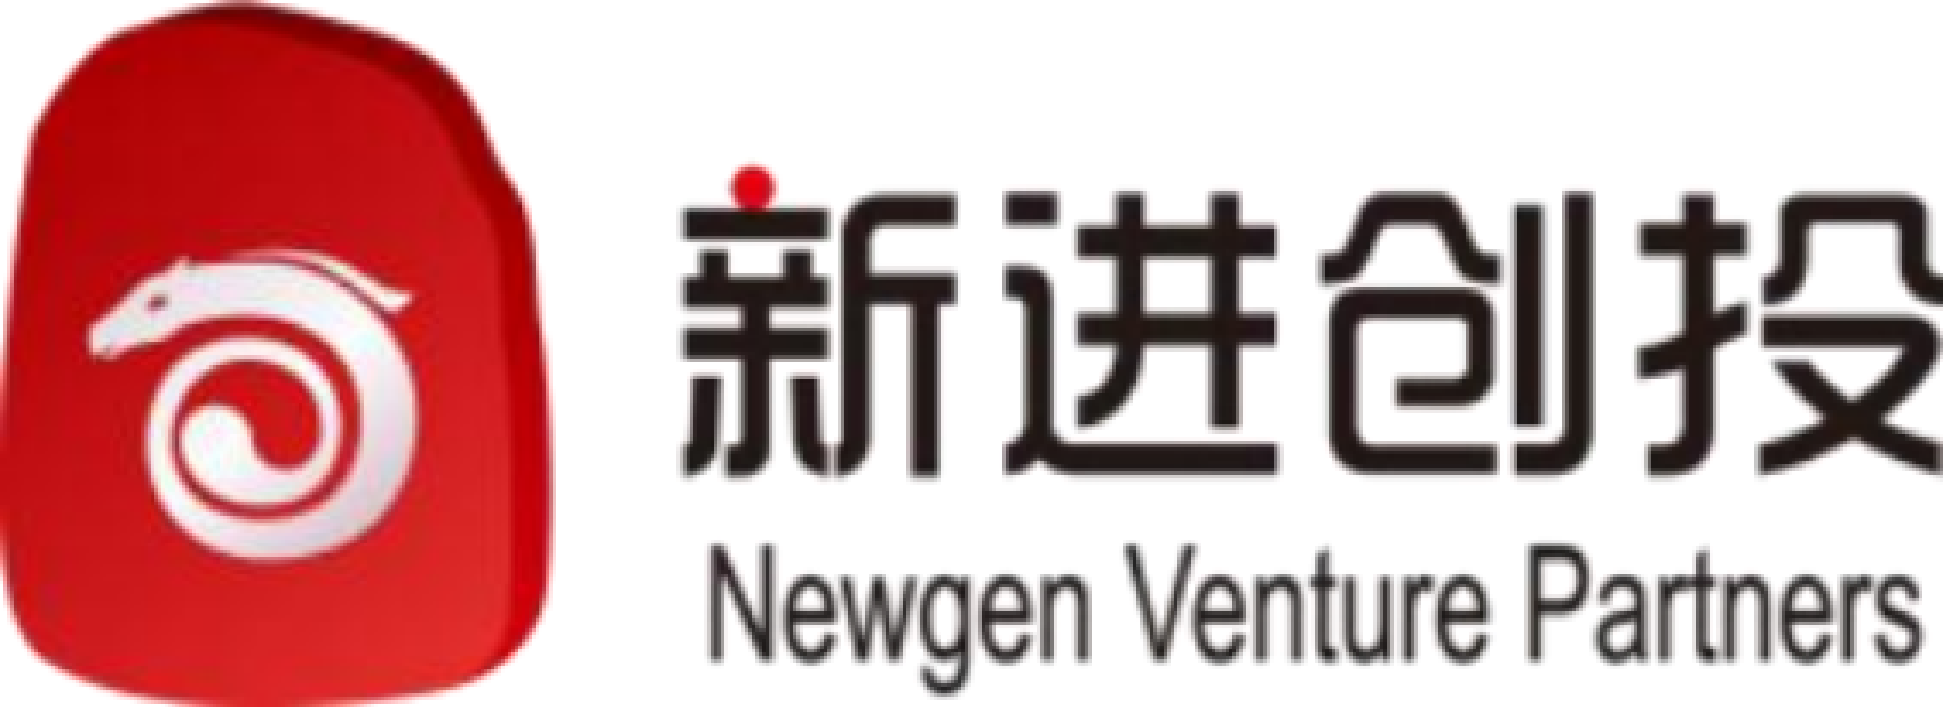 新进创投
Newgen Venture Partners